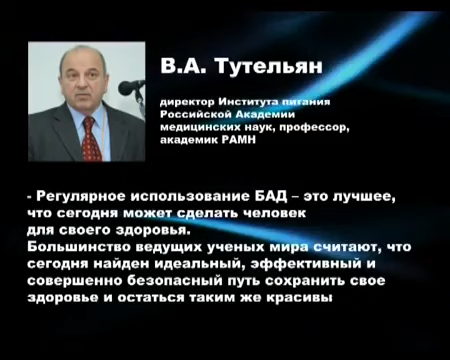 В.А. Тутельян
директор Института питания
Российской Академии
медицинских наук, профессор,
академик РАМН
- Регулярное использование БАД – это лучшее,
что сегодня может сделать человек
для своего здоровья.
Большинство ведущих ученых мира считают, что
сегодня найден идеальный, эффективный и
совершенно безопасный путь сохранить свое
здоровье и остаться таким же красивы